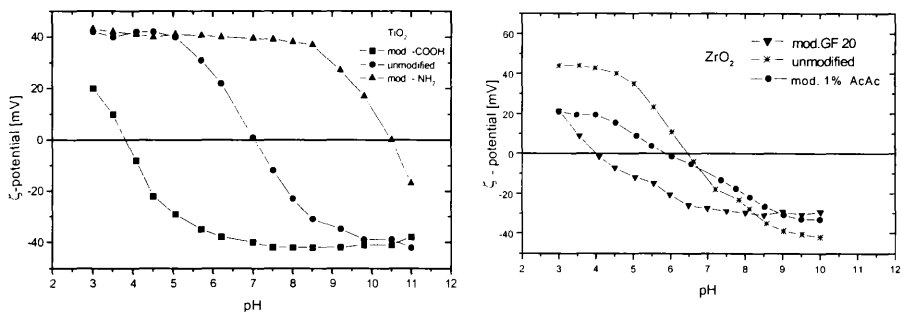 TiO2
mod -COOH
unmodified
mod - NH2
ζ-potential [mV]
40
20
0
-20
-40
2 3 4 5 6 7 8 9 10 11 12
pH
ZrO2
mod.GF 20
unmodified
mod. 1% AcAc
ζ - potential [mV]
60
40
20
0
-20
-40
2 3 4 5 6 7 8 9 10 11 12
pH